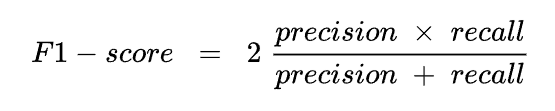 F1 − score = 2 precision × recall
precision + recall